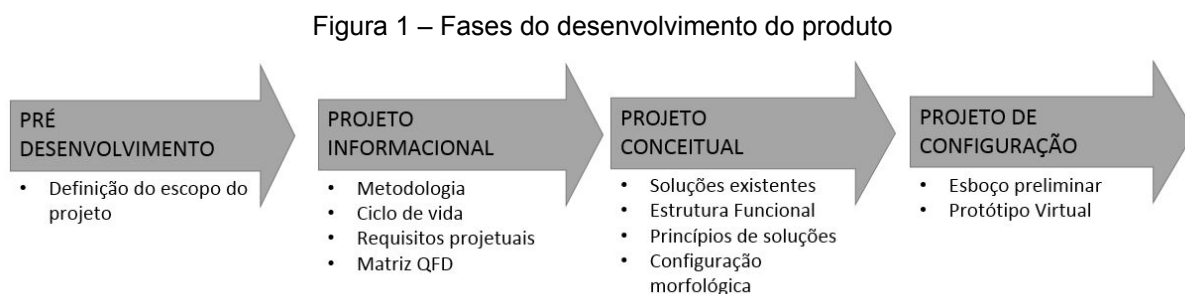 Figura 1 – Fases do desenvolvimento do produto
PRÉ
DESENVOLVIMENTO
• Definição do escopo do
projeto
PROJETO
INFORMACIONAL
• Metodologia
• Ciclo de vida
• Requisitos projetuais
• Matriz QFD
PROJETO
CONCEITUAL
• Soluções existentes
• Estrutura Funcional
• Princípios de soluções
• Configuração
morfológica
PROJETO DE
CONFIGURAÇÃO
• Esboço preliminar
• Protótipo Virtual